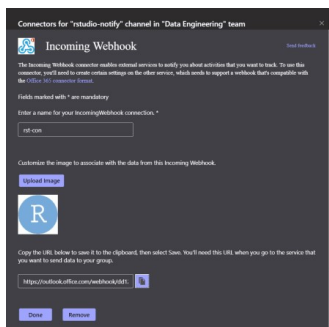 Connectors for "rstudio-notify" channel in "Data Engineering" team
Incoming Webhook
Send feedback
The Incoming Webhook connector enables external services to notify you about activities that you want to track. To use this
connector, you'll need to create certain settings on the other service, which needs to support a webhook that's compatible with
the Office 365 connector format.
Fields marked with * are mandatory
Enter a name for your IncomingWebhook connection. *
rst-con
Customize the image to associate with the data from this Incoming Webhook.
Upload Image
R
Copy the URL below to save it to the clipboard, then select Save. You'll need this URL when you go to the service that
you want to send data to your group.
https://outlook.office.com/webhook/dd1
Done Remove